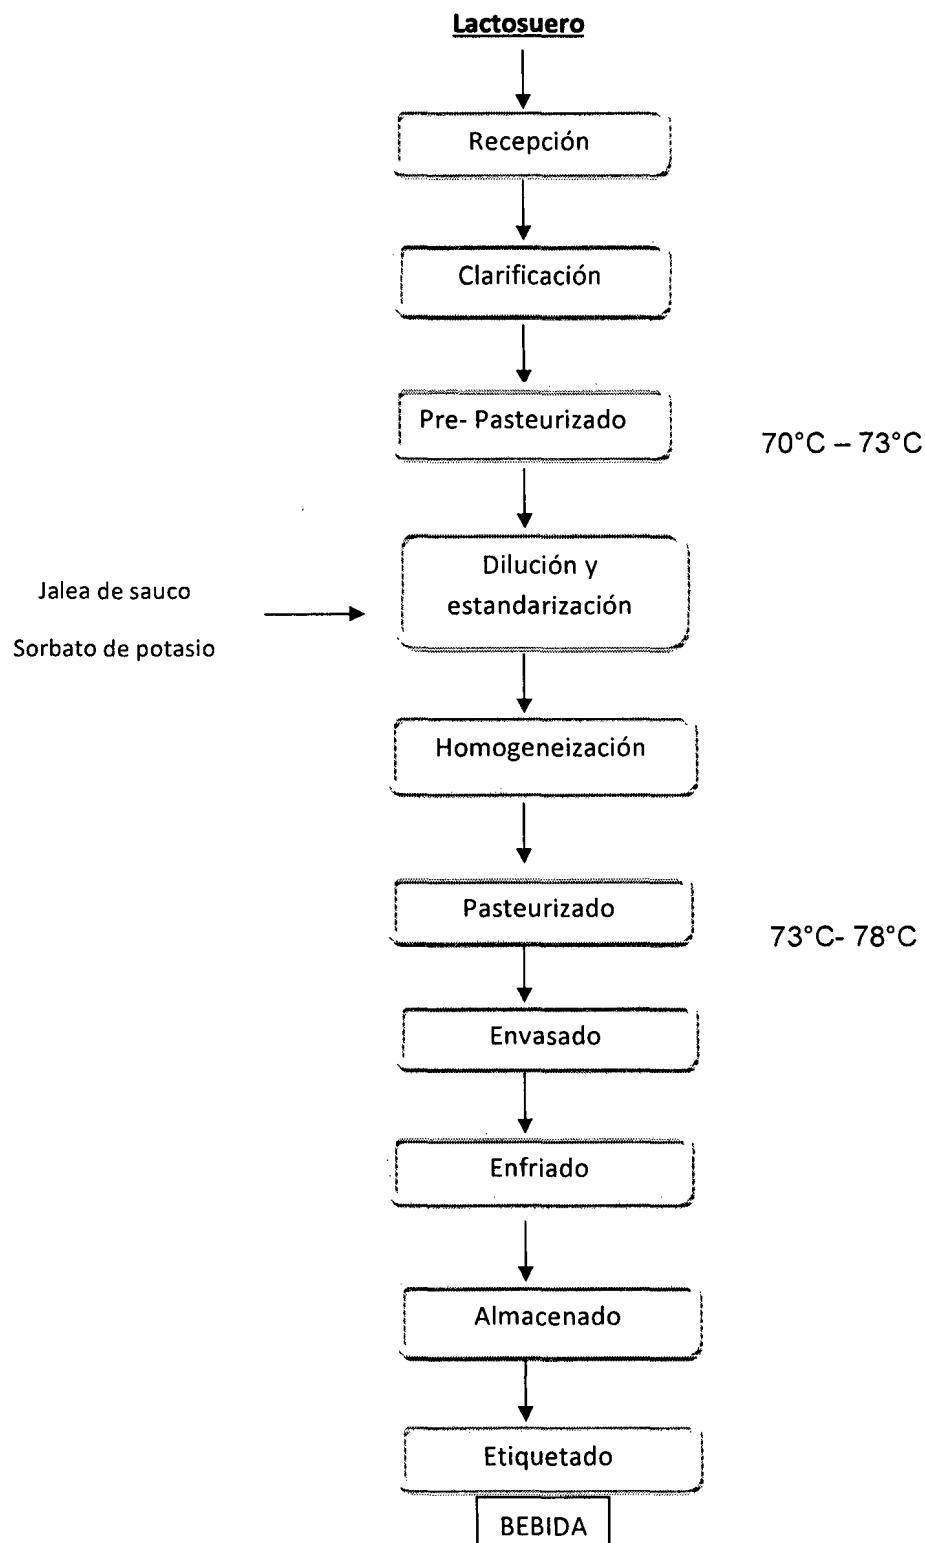 Lactosuero
Recepción
Clarificación
Pre- Pasteurizado
70°C – 73°C
Dilución y
estandarización
Jalea de sauco
Sorbato de potasio
Homogeneización
Pasteurizado
73°C- 78°C
Envasado
Enfriado
Almacenado
Etiquetado
BEBIDA